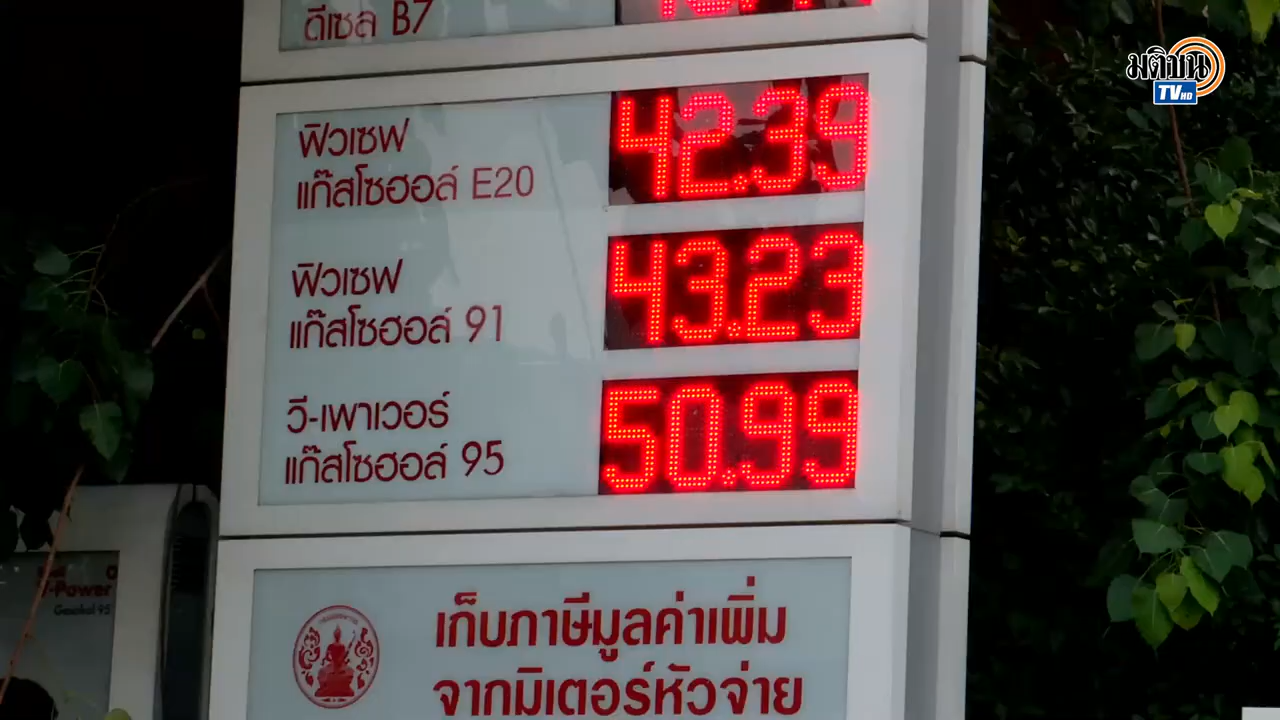 ดีเซล B7
มติชน
TV HD
ฟิวเซฟ
แก๊สโซฮอล์ E20
42.39
ฟิวเซฟ
แก๊สโซฮอล์ 91
43.23
วี-เพาเวอร์
แก๊สโซฮอล์ 95
50.99
V-Power
Gasohol 95
เก็บภาษีมูลค่าเพิ่ม
จากมิเตอร์หัวจ่าย